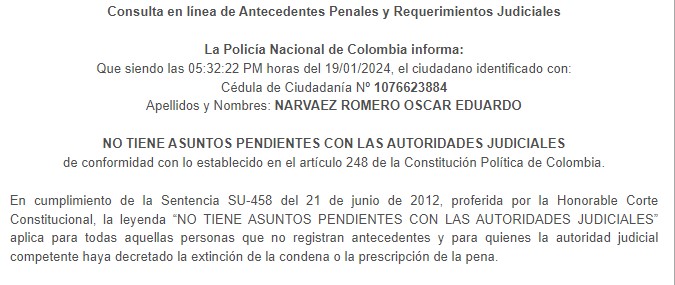 Consulta en línea de Antecedentes Penales y Requerimientos Judiciales
La Policía Nacional de Colombia informa:
Que siendo las 05:32:22 PM horas del 19/01/2024, el ciudadano identificado con:
Cédula de Ciudadanía Nº 1076623884
Apellidos y Nombres: NARVAEZ ROMERO OSCAR EDUARDO
NO TIENE ASUNTOS PENDIENTES CON LAS AUTORIDADES JUDICIALES
de conformidad con lo establecido en el artículo 248 de la Constitución Política de Colombia.
En cumplimiento de la Sentencia SU-458 del 21 de junio de 2012, proferida por la Honorable Corte
Constitucional, la leyenda “NO TIENE ASUNTOS PENDIENTES CON LAS AUTORIDADES JUDICIALES”
aplica para todas aquellas personas que no registran antecedentes y para quienes la autoridad judicial
competente haya decretado la extinción de la condena o la prescripción de la pena.